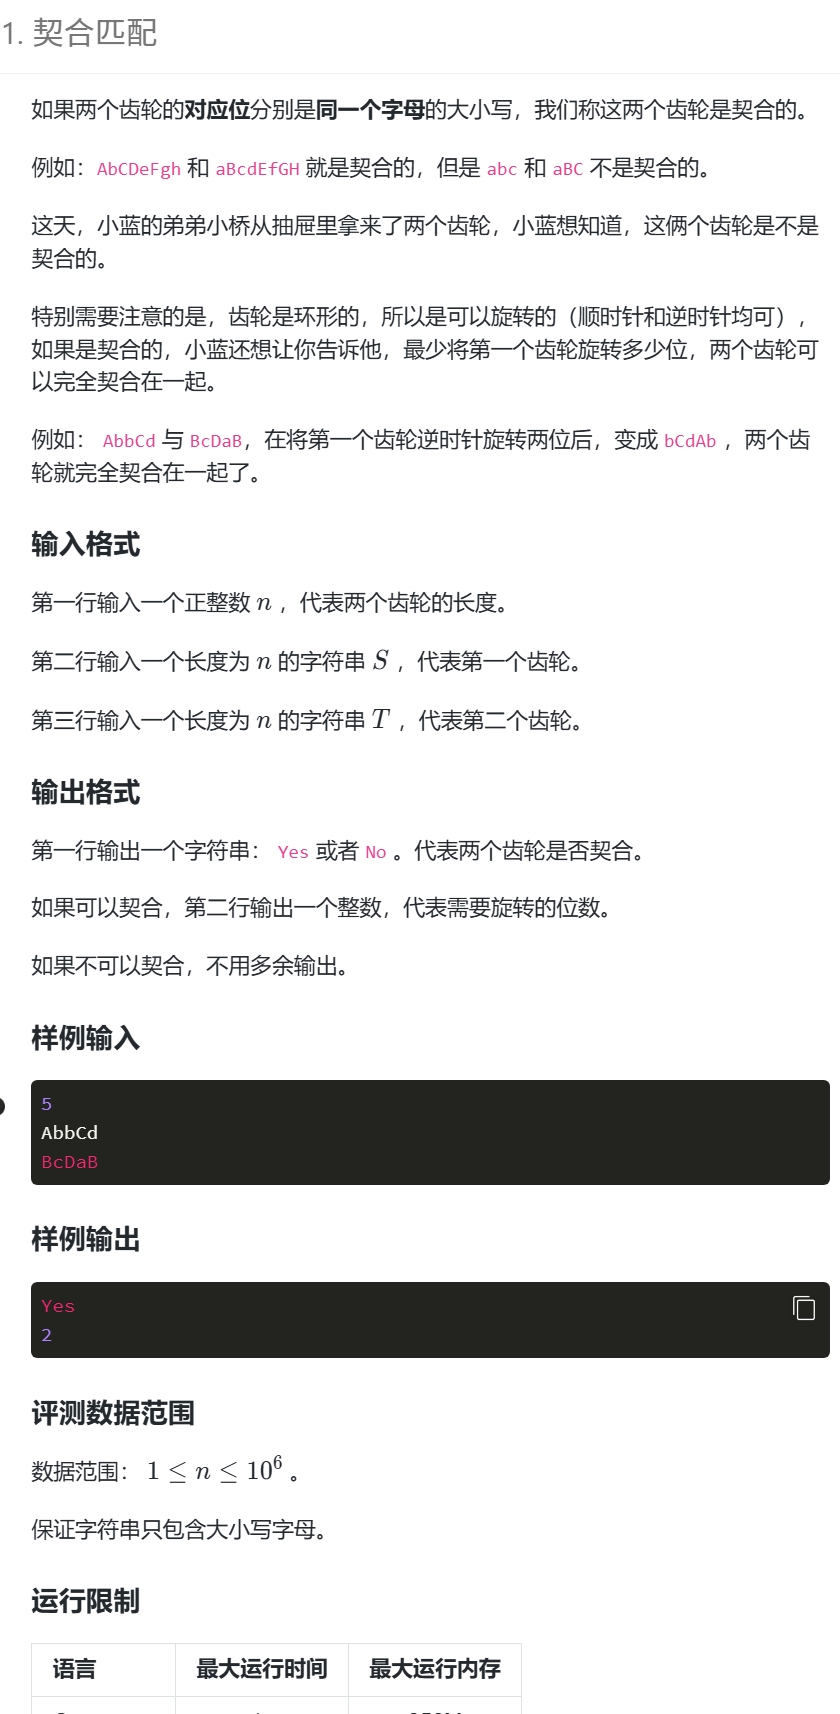 1. 契合匹配
如果两个齿轮的对应位分别是同一个字母的大小写，我们称这两个齿轮是契合的。
例如：AbCDeFgh 和 aBcdEfGH 就是契合的，但是 abc 和 aBC 不是契合的。
这天，小蓝的弟弟小桥从抽屉里拿来了两个齿轮，小蓝想知道，这俩个齿轮是不是
契合的。
特别需要注意的是，齿轮是环形的，所以是可以旋转的（顺时针和逆时针均可），
如果是契合的，小蓝还想让你告诉他，最少将第一个齿轮旋转多少位，两个齿轮可
以完全契合在一起。
例如： AbbCd 与 BcDaB，在将第一个齿轮逆时针旋转两位后，变成 bCdAb ，两个齿
轮就完全契合在一起了。
输入格式
第一行输入一个正整数 n ，代表两个齿轮的长度。
第二行输入一个长度为 n 的字符串 S ，代表第一个齿轮。
第三行输入一个长度为 n 的字符串 T ，代表第二个齿轮。
输出格式
第一行输出一个字符串： Yes 或者 No 。代表两个齿轮是否契合。
如果可以契合，第二行输出一个整数，代表需要旋转的位数。
如果不可以契合，不用多余输出。
样例输入
5
AbbCd
BcDaB
样例输出
Yes
2
评测数据范围
数据范围： 1 ≤ n ≤ 10^6 。
保证字符串只包含大小写字母。
运行限制
语言 最大运行时间 最大运行内存